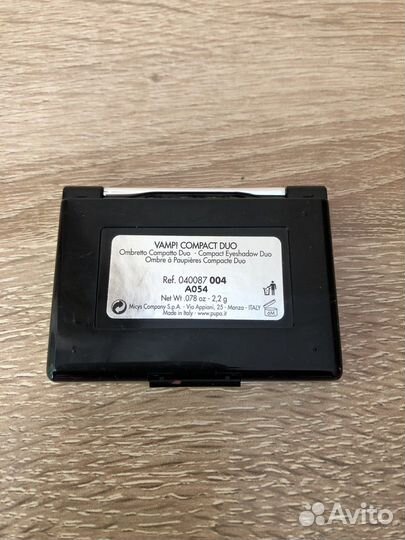 VAMP! COMPACT DUO
Ombretto Compatto Duo - Compact Eyeshadow Duo
Ombre à Paupières Compacte Duo
Ref. 040087 004
A054
Net Wt .078 oz - 2,2 g
Micys Company S.p.A. - Via Appiani, 25 - Monza - ITALY
Made in Italy - www.pupa.it
6M
Avito